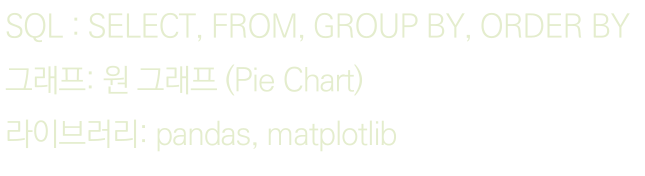 SQL : SELECT, FROM, GROUP BY, ORDER BY
그래프: 원 그래프 (Pie Chart)
라이브러리: pandas, matplotlib